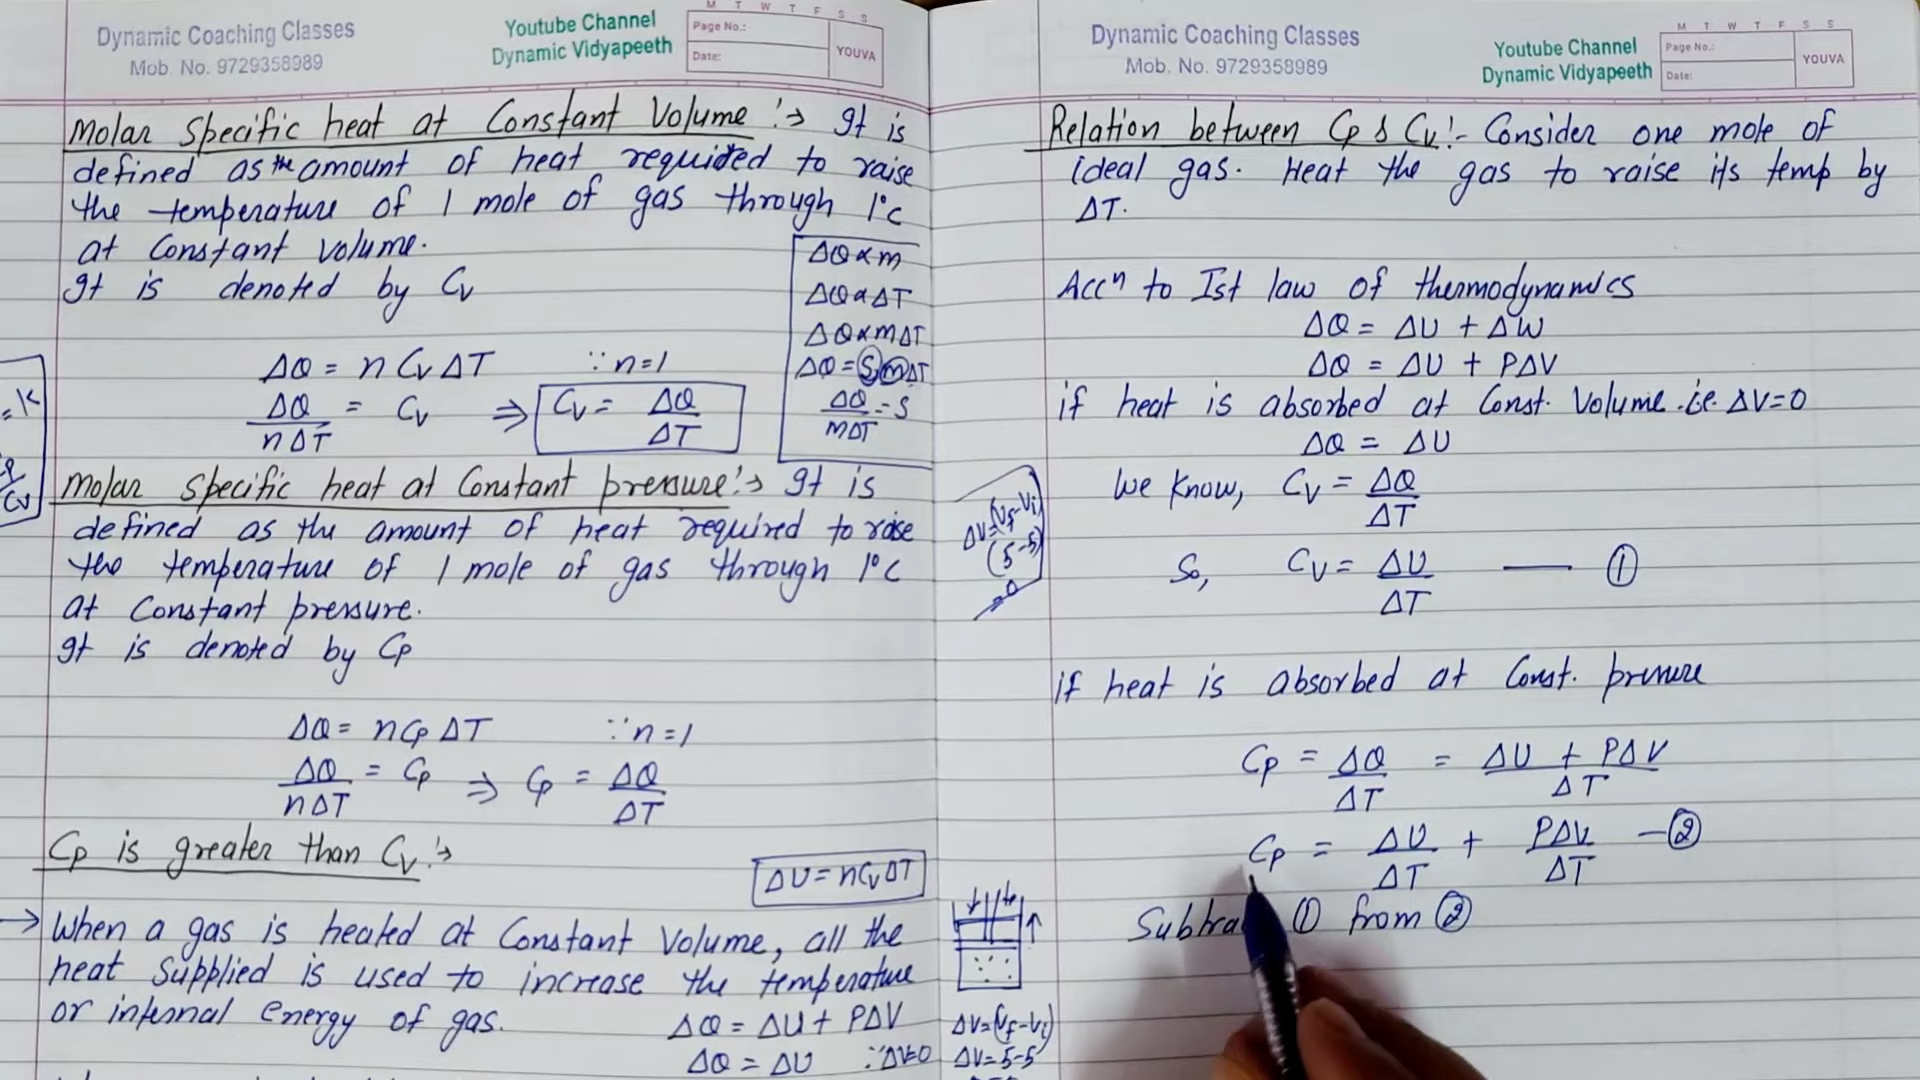 Dynamic Coaching Classes
Mob. No. 9729358989
Youtube Channel
Dynamic Vidyapeeth
M T W T F S S
Page No.:
Date:
YOUVA
Molar Specific heat at Constant Volume :→ It is
defined as the amount of heat required to raise
the temperature of 1 mole of gas through 1°C
at Constant Volume.
It is denoted by Cv
ΔQ ∝ m
ΔQ ∝ ΔT
ΔQ ∝ mΔT
ΔQ = S m ΔT
ΔQ/mΔT = S
ΔQ = n Cv ΔT ∵ n=1
ΔQ/nΔT = Cv ⇒ Cv = ΔQ/ΔT
= K
Cv
Molar Specific heat at Constant pressure :→ It is
defined as the amount of heat required to raise
the temperature of 1 mole of gas through 1°C
at Constant pressure.
It is denoted by Cp
ΔQ = nCp ΔT ∵ n=1
ΔQ/nΔT = Cp ⇒ Cp = ΔQ/ΔT
Cp is greater than Cv :→
ΔU = nCvΔT
→ When a gas is heated at Constant Volume, all the
heat Supplied is used to increase the temperature
or internal energy of gas.
ΔQ = ΔU + PΔV
ΔQ = ΔU ∵ ΔV=0
Dynamic Coaching Classes
Mob. No. 9729358989
Youtube Channel
Dynamic Vidyapeeth
M T W T F S S
Page No.:
Date:
YOUVA
Relation between Cp & Cv :- Consider one mole of
ideal gas. Heat the gas to raise its temp by
ΔT.
Accⁿ to Ist law of thermodynamics
ΔQ = ΔU + ΔW
ΔQ = ΔU + PΔV
if heat is absorbed at Const. Volume .i.e. ΔV=0
ΔQ = ΔU
We Know, Cv = ΔQ/ΔT
ΔV=(Vf-Vi)
(5-5)
=0
So, Cv = ΔU/ΔT — ①
if heat is absorbed at Const. pressure
Cp = ΔQ/ΔT = ΔU + PΔV/ΔT
Cp = ΔU/ΔT + PΔV/ΔT — ②
① from ②
ΔV=(Vf-Vi)
ΔV=5-5